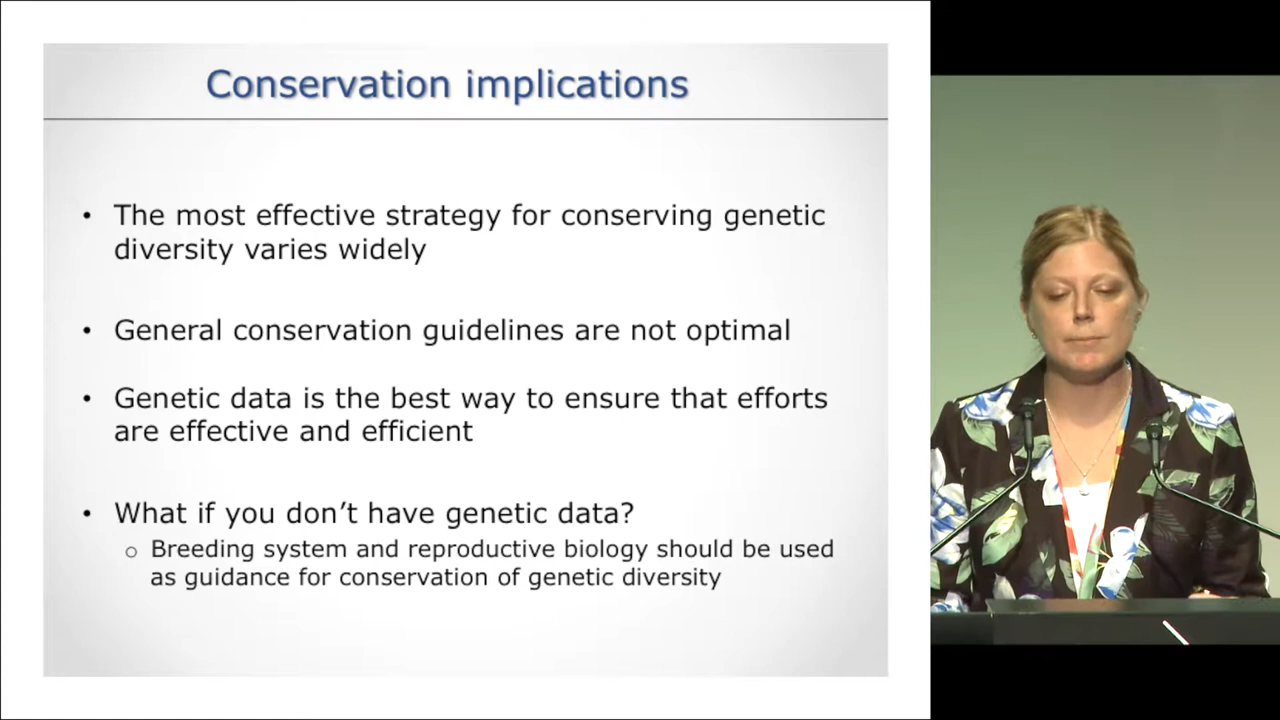 Conservation implications
• The most effective strategy for conserving genetic
diversity varies widely
• General conservation guidelines are not optimal
• Genetic data is the best way to ensure that efforts
are effective and efficient
• What if you don't have genetic data?
o Breeding system and reproductive biology should be used
as guidance for conservation of genetic diversity